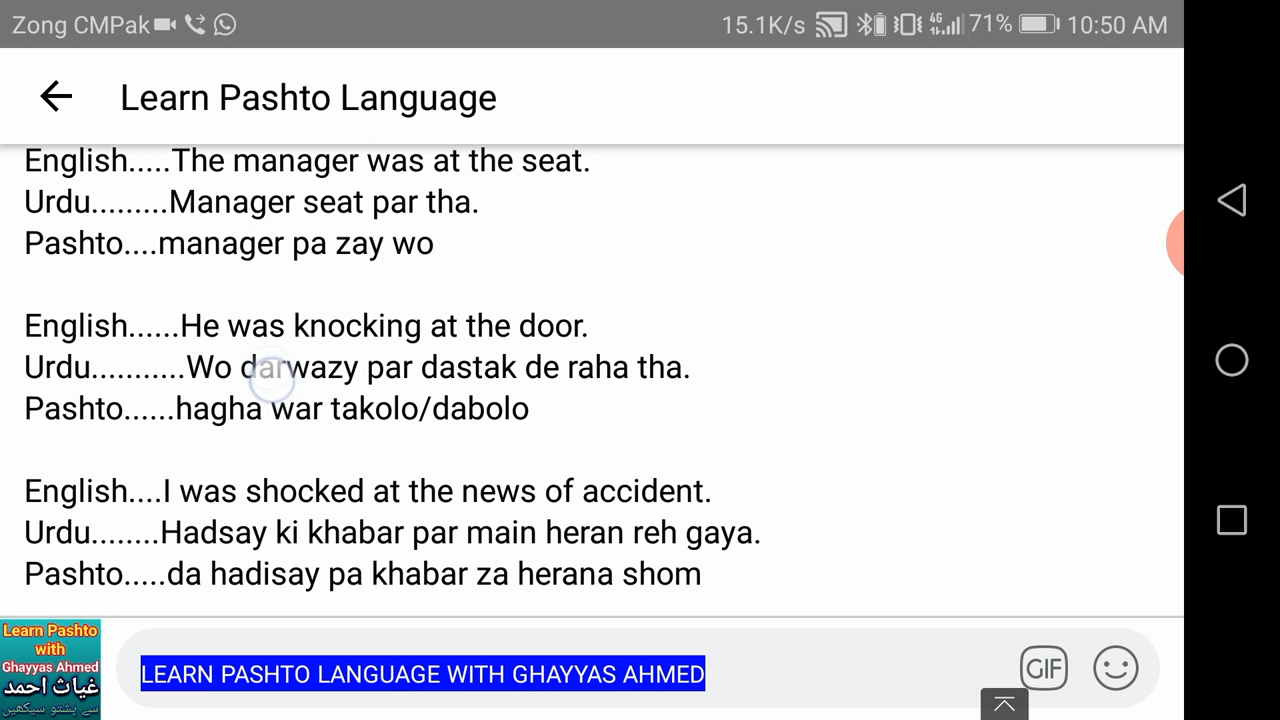 Zong CMPak
15.1K/s 4G 71% 10:50 AM
Learn Pashto Language
English.....The manager was at the seat.
Urdu.........Manager seat par tha.
Pashto....manager pa zay wo
English......He was knocking at the door.
Urdu...........Wo darwazy par dastak de raha tha.
Pashto......hagha war takolo/dabolo
English....I was shocked at the news of accident.
Urdu........Hadsay ki khabar par main heran reh gaya.
Pashto.....da hadisay pa khabar za herana shom
Learn Pashto
with
Ghayyas Ahmed
غیاث احمد
سے پشتو سیکھیں
LEARN PASHTO LANGUAGE WITH GHAYYAS AHMED
GIF